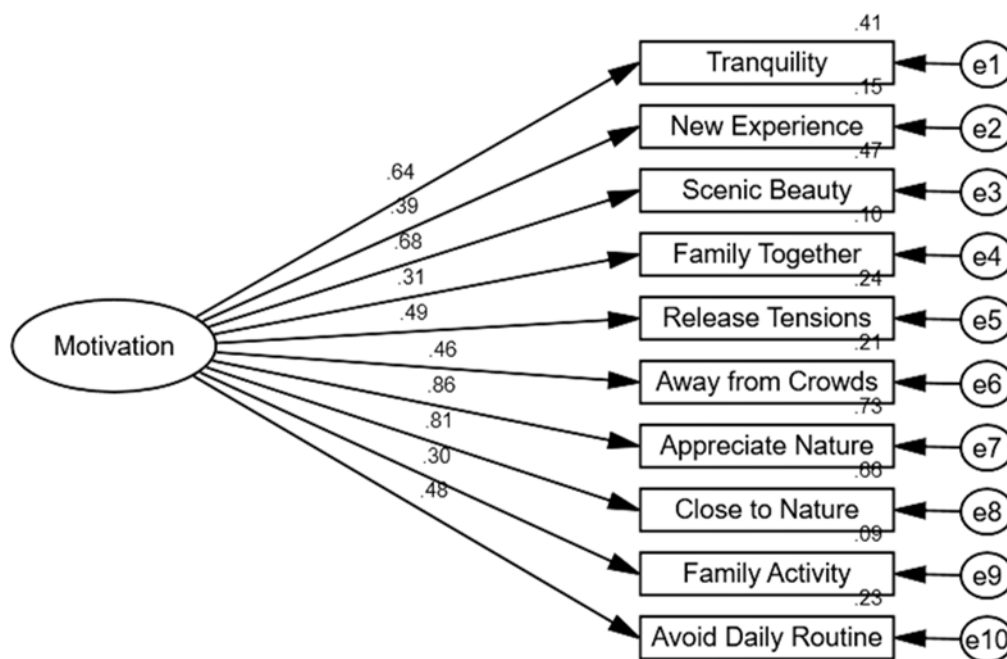 .41
Tranquility
e1
.15
New Experience
e2
.47
Scenic Beauty
e3
.10
Family Together
e4
.24
Release Tensions
e5
.21
Away from Crowds
e6
.73
Appreciate Nature
e7
Close to Nature
e8
.09
Family Activity
e9
.23
Avoid Daily Routine
e10
.64
.39
.68
.31
.49
.46
.86
.81
.30
.48
Motivation